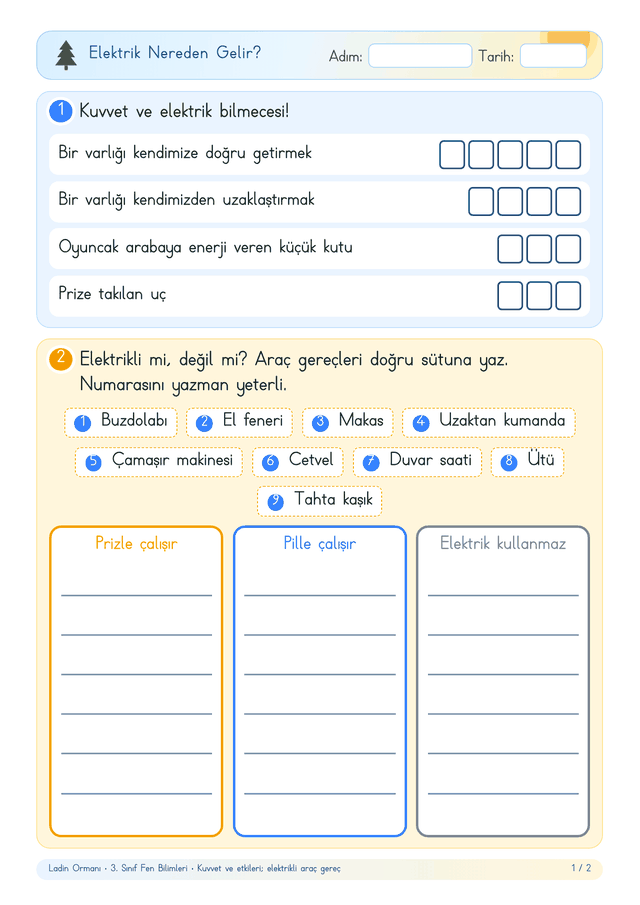 Elektrik Nereden Gelir?
Adım:
Tarih:
1 Kuvvet ve elektrik bilmecesi!
Bir varlığı kendimize doğru getirmek
Bir varlığı kendimizden uzaklaştırmak
Oyuncak arabaya enerji veren küçük kutu
Prize takılan uç
2 Elektrikli mi, değil mi? Araç gereçleri doğru sütuna yaz.
Numarasını yazman yeterli.
1 Buzdolabı 2 El feneri 3 Makas 4 Uzaktan kumanda
5 Çamaşır makinesi 6 Cetvel 7 Duvar saati 8 Ütü
9 Tahta kaşık
Prizle çalışır
Pille çalışır
Elektrik kullanmaz
Ladin Ormanı • 3. Sınıf Fen Bilimleri • Kuvvet ve etkileri; elektrikli araç gereç
1 / 2